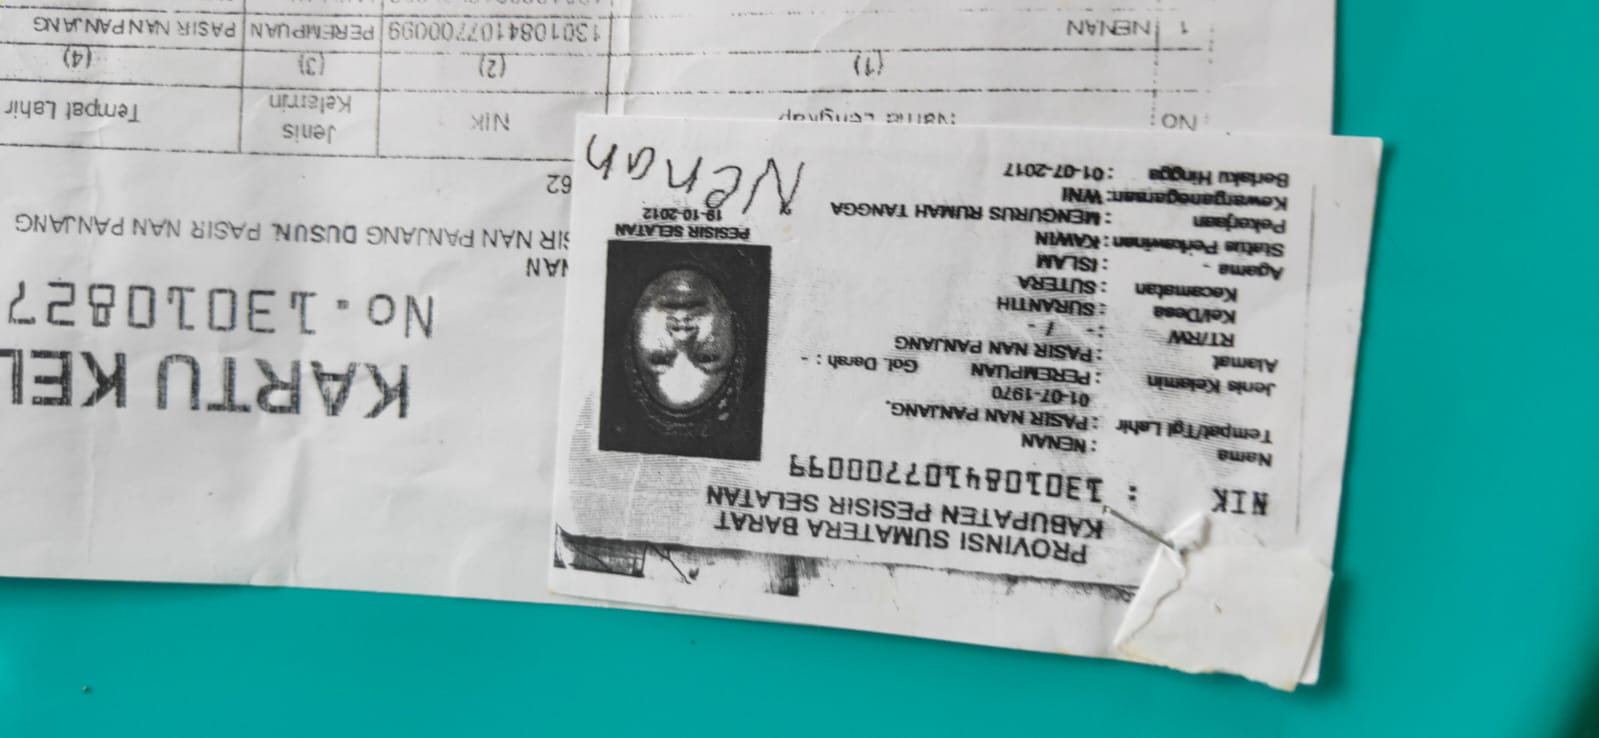 PROVINSI SUMATERA BARAT
KABUPATEN PESISIR SELATAN
NIK : 1301084107700099
Nama : NENAN
Tempat/Tgl Lahir : PASIR NAN PANJANG,
01-07-1970
Jenis Kelamin : PEREMPUAN Gol. Darah : -
Alamat : PASIR NAN PANJANG
RT/RW : - / -
Kel/Desa : SURANTIH
Kecamatan : SUTERA
Agama : ISLAM
Status Perkawinan : KAWIN
Pekerjaan : MENGURUS RUMAH TANGGA
Kewarganegaraan: WNI
Berlaku Hingga : 01-07-2017
PESISIR SELATAN
19-10-2012
Nenan
KARTU KEL
No. 13010827
NAN
SIR NAN PANJANG DUSUN. PASIR NAN PANJANG
62
NO Nama Lengkap NIK Jenis Kelamin Tempat Lahir
(1) (2) (3) (4)
1 NENAN 1301084107700099 PEREMPUAN PASIR NAN PANJANG